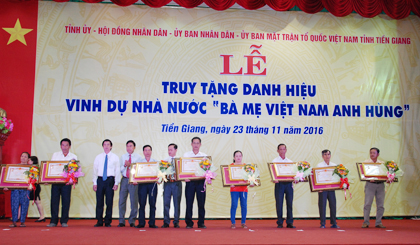 TỈNH ỦY - HỘI ĐỒNG NHÂN DÂN - ỦY BAN NHÂN DÂN - ỦY BAN MẶT TRẬN TỔ QUỐC VIỆT NAM TỈNH TIỀN GIANG
LỄ
TRUY TẶNG DANH HIỆU
VINH DỰ NHÀ NƯỚC "BÀ MẸ VIỆT NAM ANH HÙNG"
Tiền Giang, ngày 23 tháng 11 năm 2016